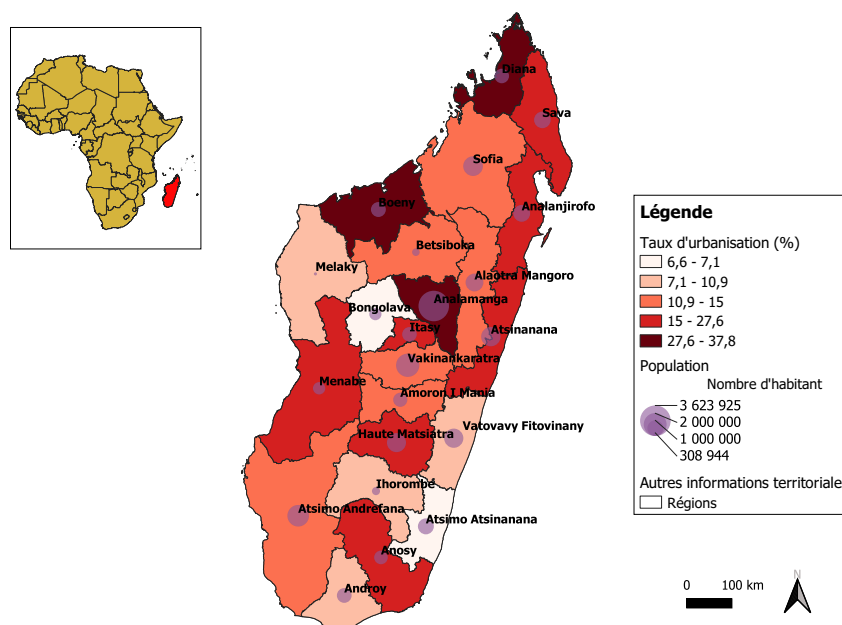 Diana
Sava
Sofia
Boeny
Analanjirofo
Betsiboka
Melaky
Alaotra Mangoro
Analamanga
Bongolava
Itasy
Atsinanana
Vakinankaratra
Menabe
Amoron I Mania
Haute Matsiatra
Vatovavy Fitovinany
Ihorombe
Atsimo Andrefana
Atsimo Atsinanana
Anosy
Androy
Légende
Taux d'urbanisation (%)
6,6 - 7,1
7,1 - 10,9
10,9 - 15
15 - 27,6
27,6 - 37,8
Population
Nombre d'habitant
3 623 925
2 000 000
1 000 000
308 944
Autres informations territoriales
Régions
0 100 km
N